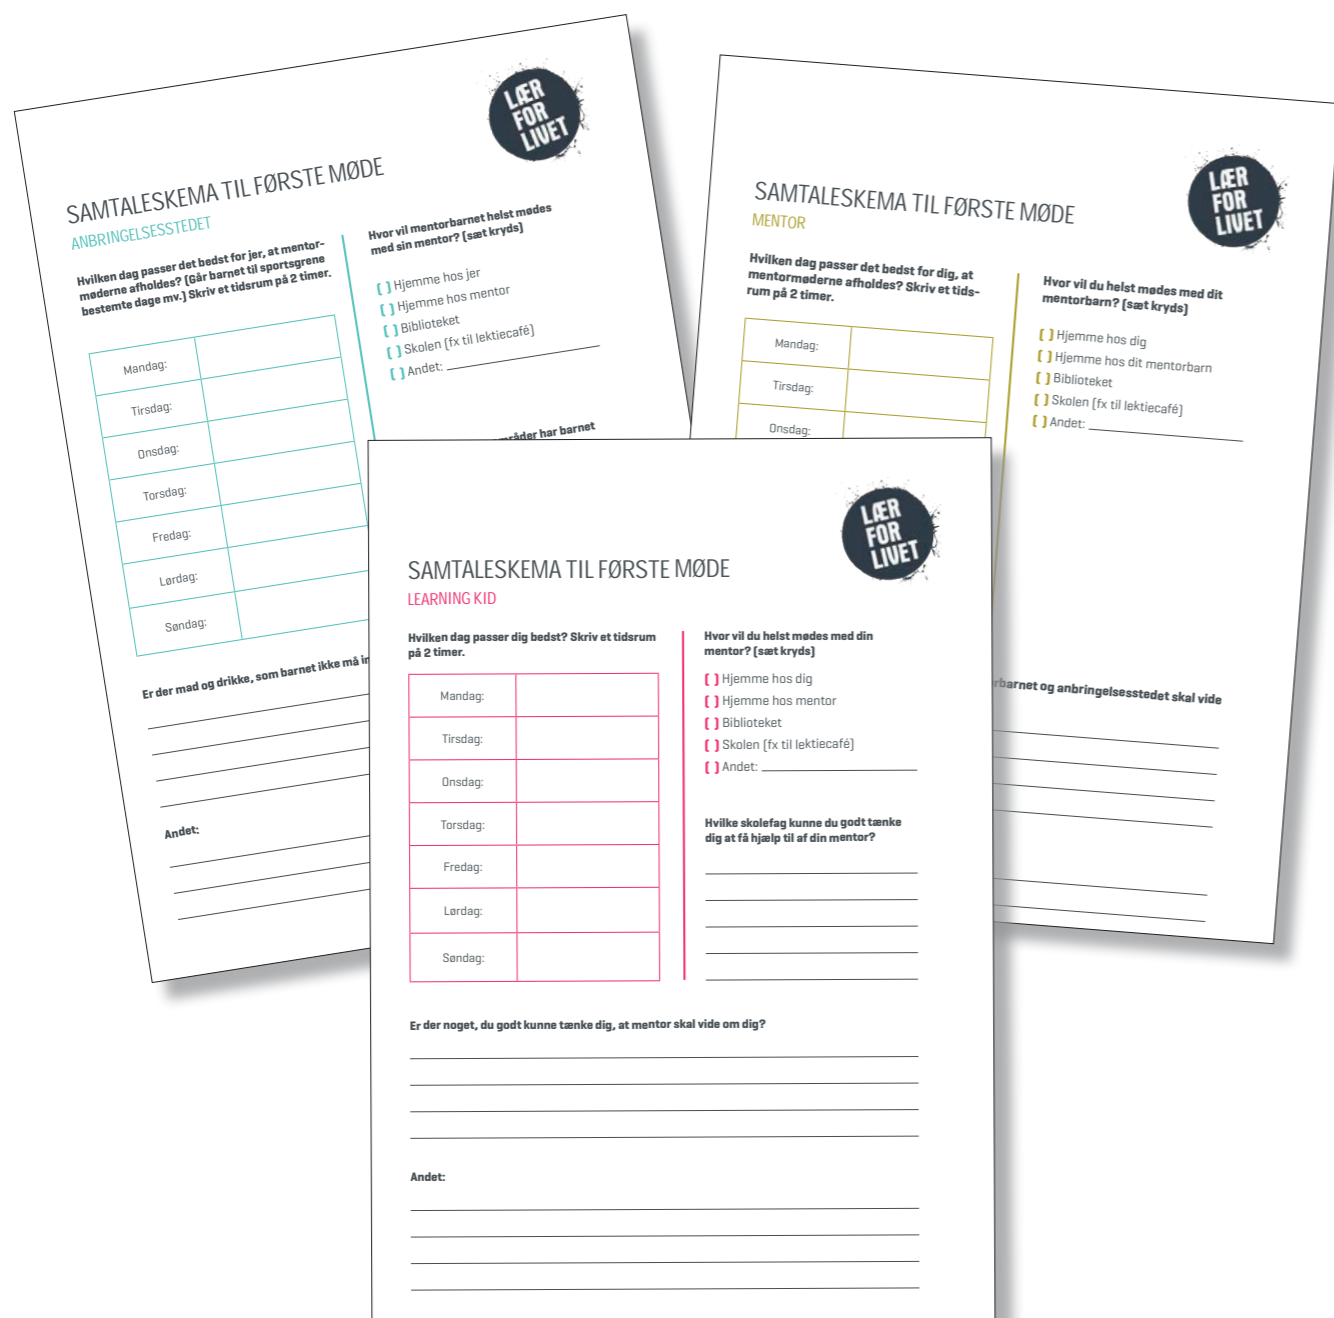 LÆR
FOR
LIVET
SAMTALESKEMA TIL FØRSTE MØDE
ANBRINGELSESSTEDET
Hvilken dag passer det bedst for jer, at mentor-
møderne afholdes? (Går barnet til sportsgrene
bestemte dage mv.) Skriv et tidsrum på 2 timer.
Mandag:
Tirsdag:
Onsdag:
Torsdag:
Fredag:
Lørdag:
Søndag:
Hvor vil mentorbarnet helst mødes
med sin mentor? (sæt kryds)
( ) Hjemme hos jer
( ) Hjemme hos mentor
( ) Biblioteket
( ) Skolen (fx til lektiecafé)
( ) Andet:
har barnet
Er der mad og drikke, som barnet ikke må
Andet:
LÆR
FOR
LIVET
SAMTALESKEMA TIL FØRSTE MØDE
MENTOR
Hvilken dag passer det bedst for dig, at
mentormøderne afholdes? Skriv et tids-
rum på 2 timer.
Mandag:
Tirsdag:
Onsdag:
Hvor vil du helst mødes med dit
mentorbarn? (sæt kryds)
( ) Hjemme hos dig
( ) Hjemme hos dit mentorbarn
( ) Biblioteket
( ) Skolen (fx til lektiecafé)
( ) Andet:
og anbringelsesstedet skal vide
LÆR
FOR
LIVET
SAMTALESKEMA TIL FØRSTE MØDE
LEARNING KID
Hvilken dag passer dig bedst? Skriv et tidsrum
på 2 timer.
Mandag:
Tirsdag:
Onsdag:
Torsdag:
Fredag:
Lørdag:
Søndag:
Hvor vil du helst mødes med din
mentor? (sæt kryds)
( ) Hjemme hos dig
( ) Hjemme hos mentor
( ) Biblioteket
( ) Skolen (fx til lektiecafé)
( ) Andet:
Hvilke skolefag kunne du godt tænke
dig at få hjælp til af din mentor?
Er der noget, du godt kunne tænke dig, at mentor skal vide om dig?
Andet: